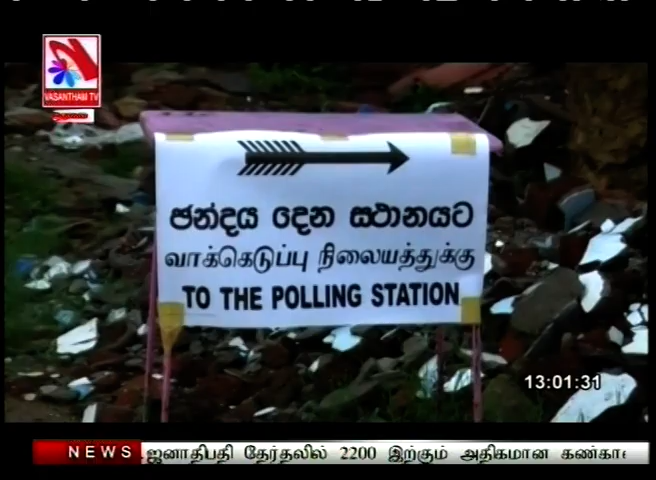 VASANTHAM TV
ඡන්දය දෙන ස්ථානයට
வாக்கெடுப்பு நிலையத்துக்கு
TO THE POLLING STATION
13:01:31
NEWS ஜனாதிபதி தேர்தலில் 2200 இற்கும் அதிகமான